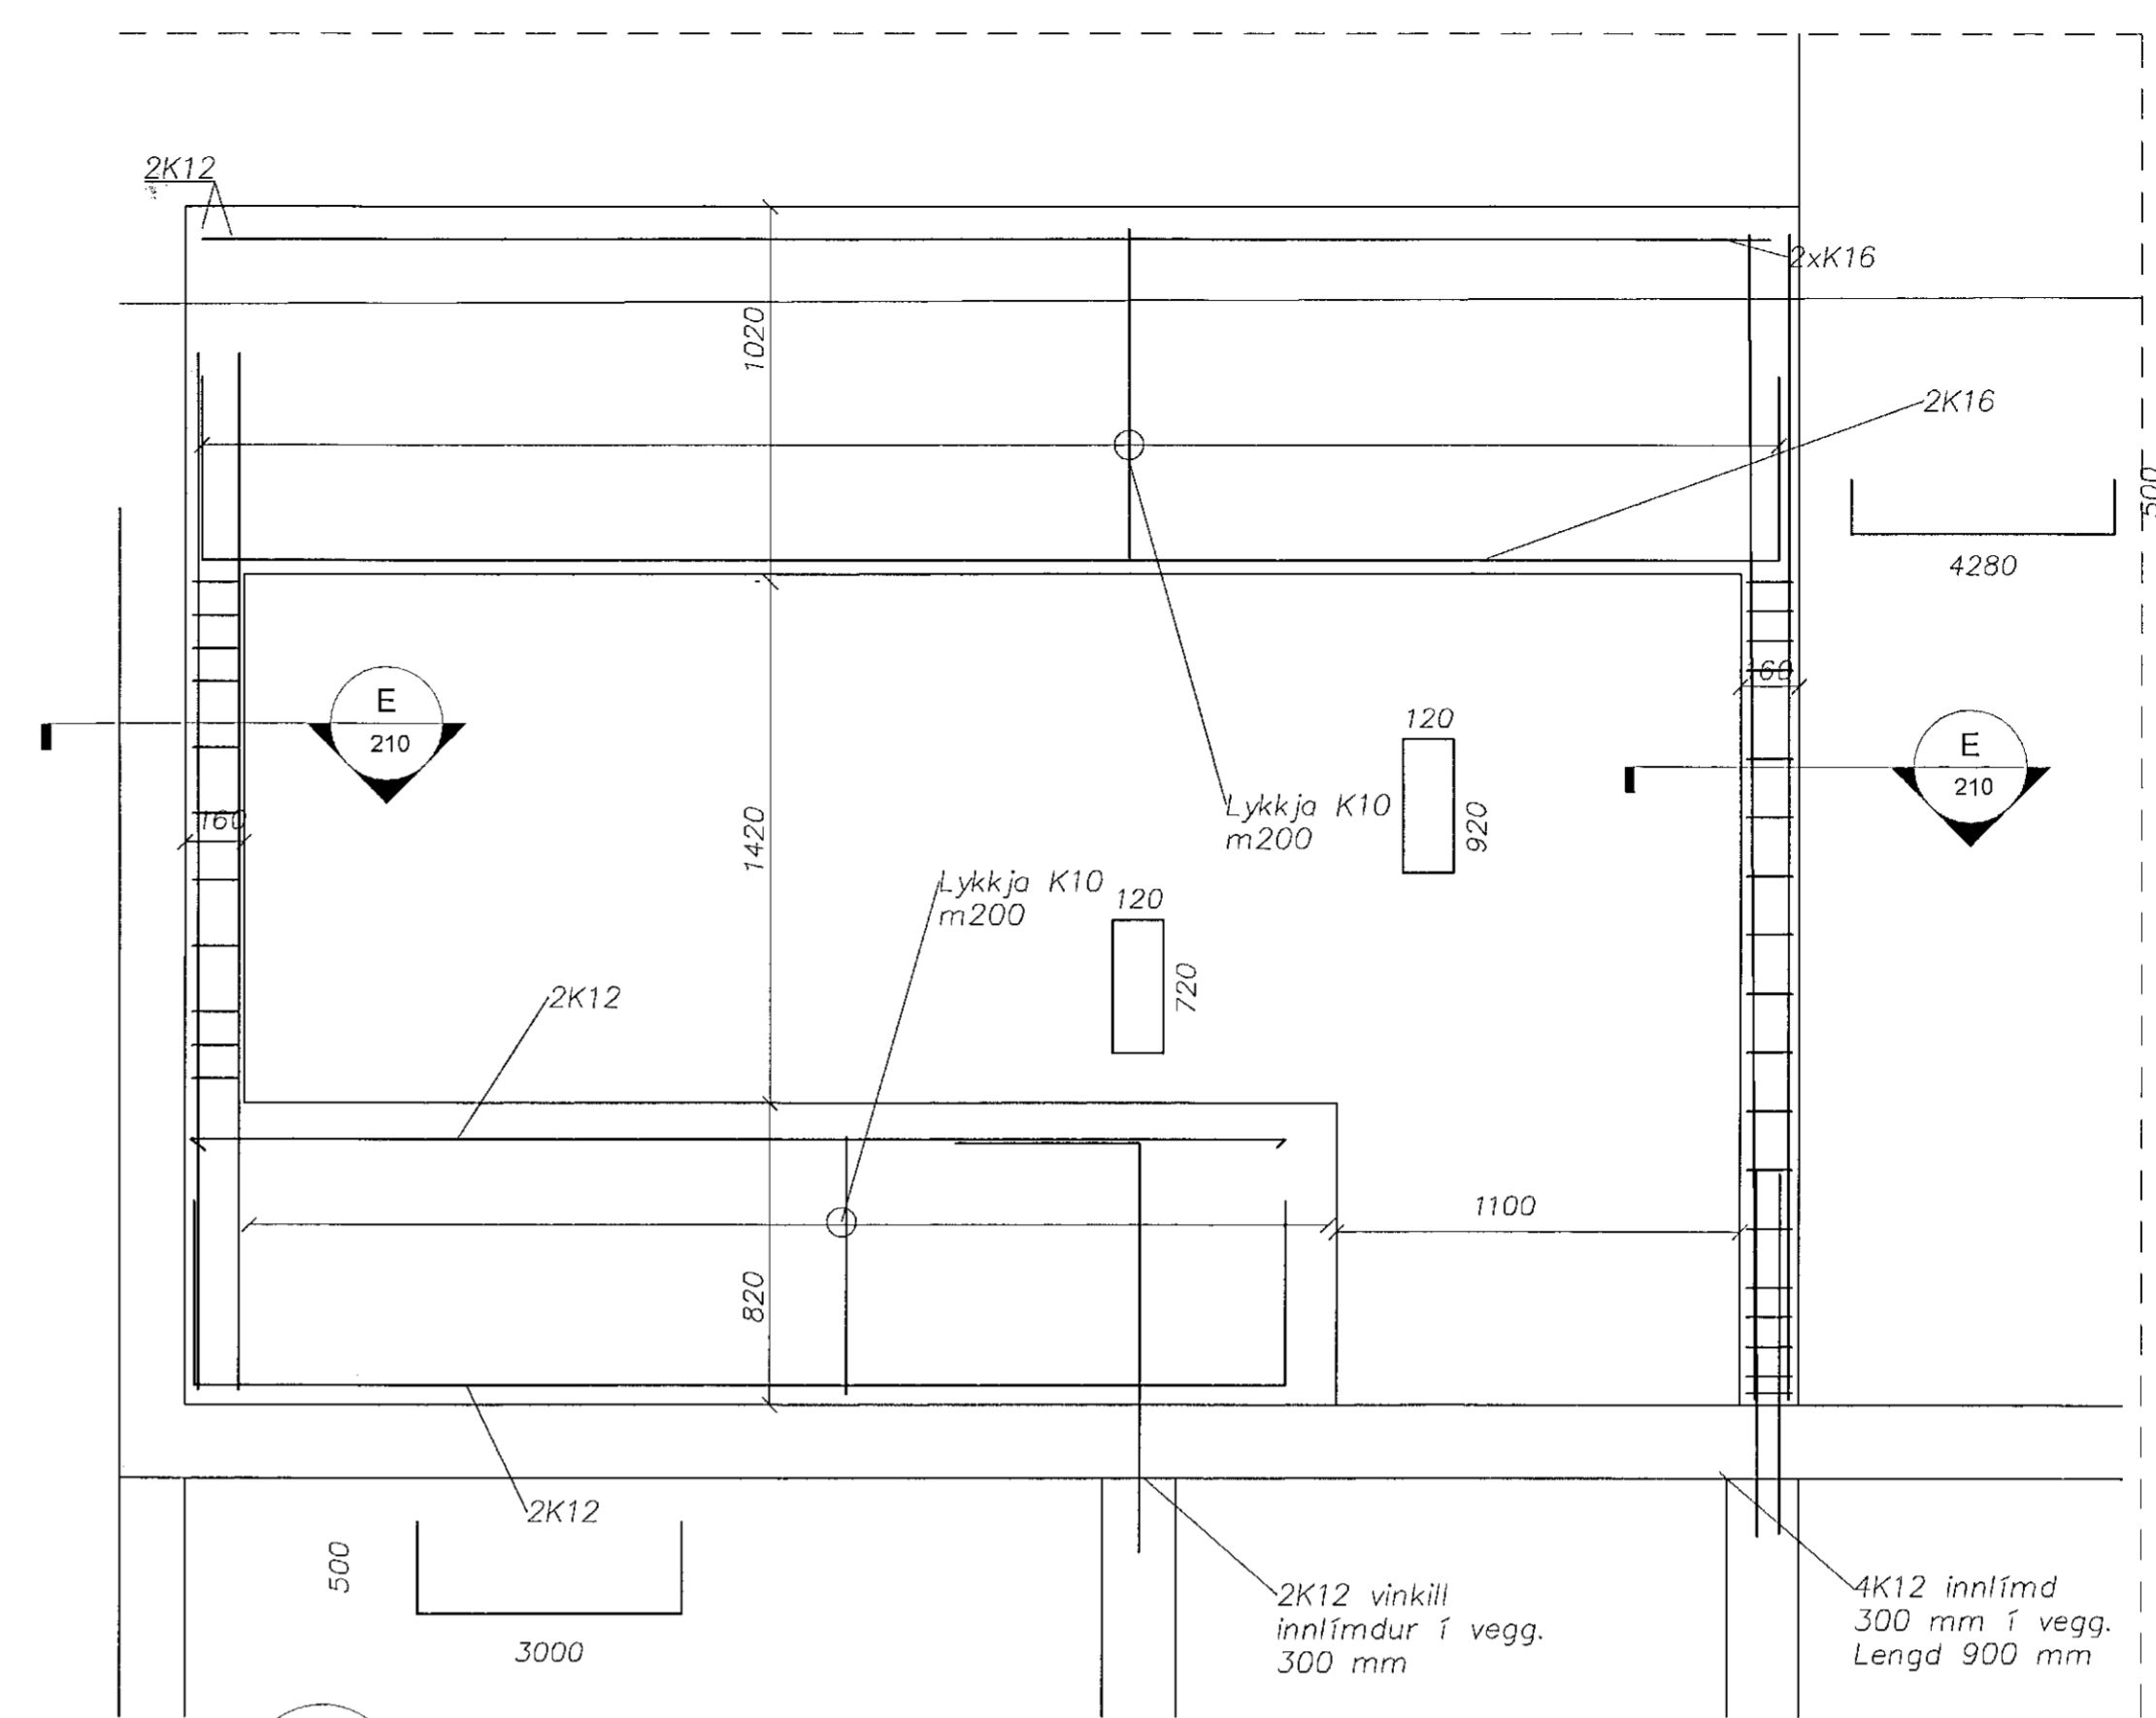 2K12
2xK16
1020
2K16
500
4280
E
210
160
120
920
E
210
160
1420
Lykkja K10
m200
Lykkja K10
m200
120
720
2K12
1100
820
2K12
500
3000
2K12 vinkill
innlímdur í vegg.
300 mm
4K12 innlímd
300 mm í vegg.
Lengd 900 mm